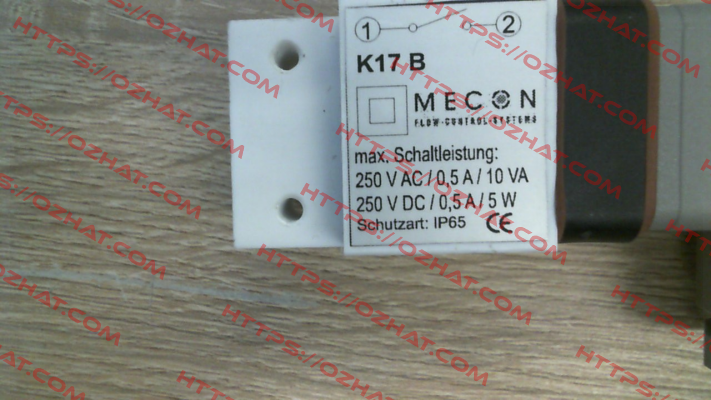 1 2
K17 B
MECON
FLOW-CONTROL-SYSTEMS
max. Schaltleistung:
250 V AC / 0,5 A / 10 VA
250 V DC / 0,5 A / 5 W
Schutzart: IP65 CE
HTTPS://OZHAT.COM